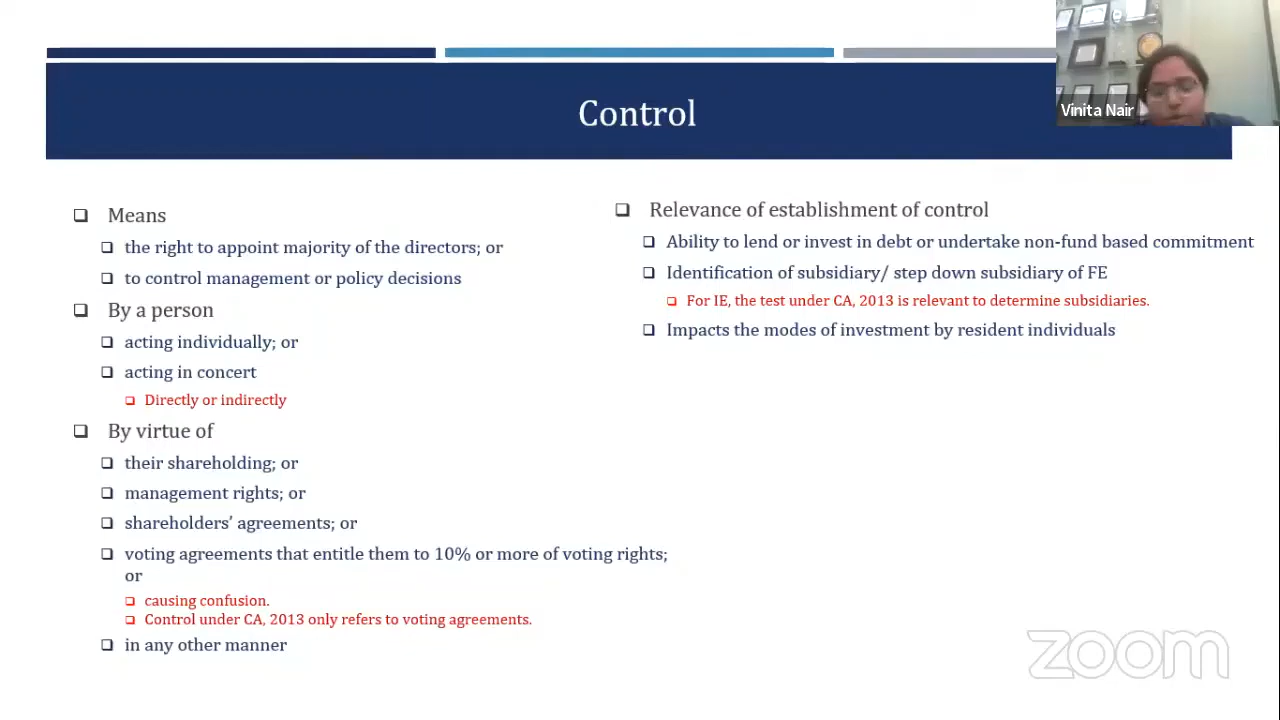 Control
Vinita Nair
Means
the right to appoint majority of the directors; or
to control management or policy decisions
By a person
acting individually; or
acting in concert
Directly or indirectly
By virtue of
their shareholding; or
management rights; or
shareholders' agreements; or
voting agreements that entitle them to 10% or more of voting rights;
or
causing confusion.
Control under CA, 2013 only refers to voting agreements.
in any other manner
Relevance of establishment of control
Ability to lend or invest in debt or undertake non-fund based commitment
Identification of subsidiary/ step down subsidiary of FE
For IE, the test under CA, 2013 is relevant to determine subsidiaries.
Impacts the modes of investment by resident individuals
zoom